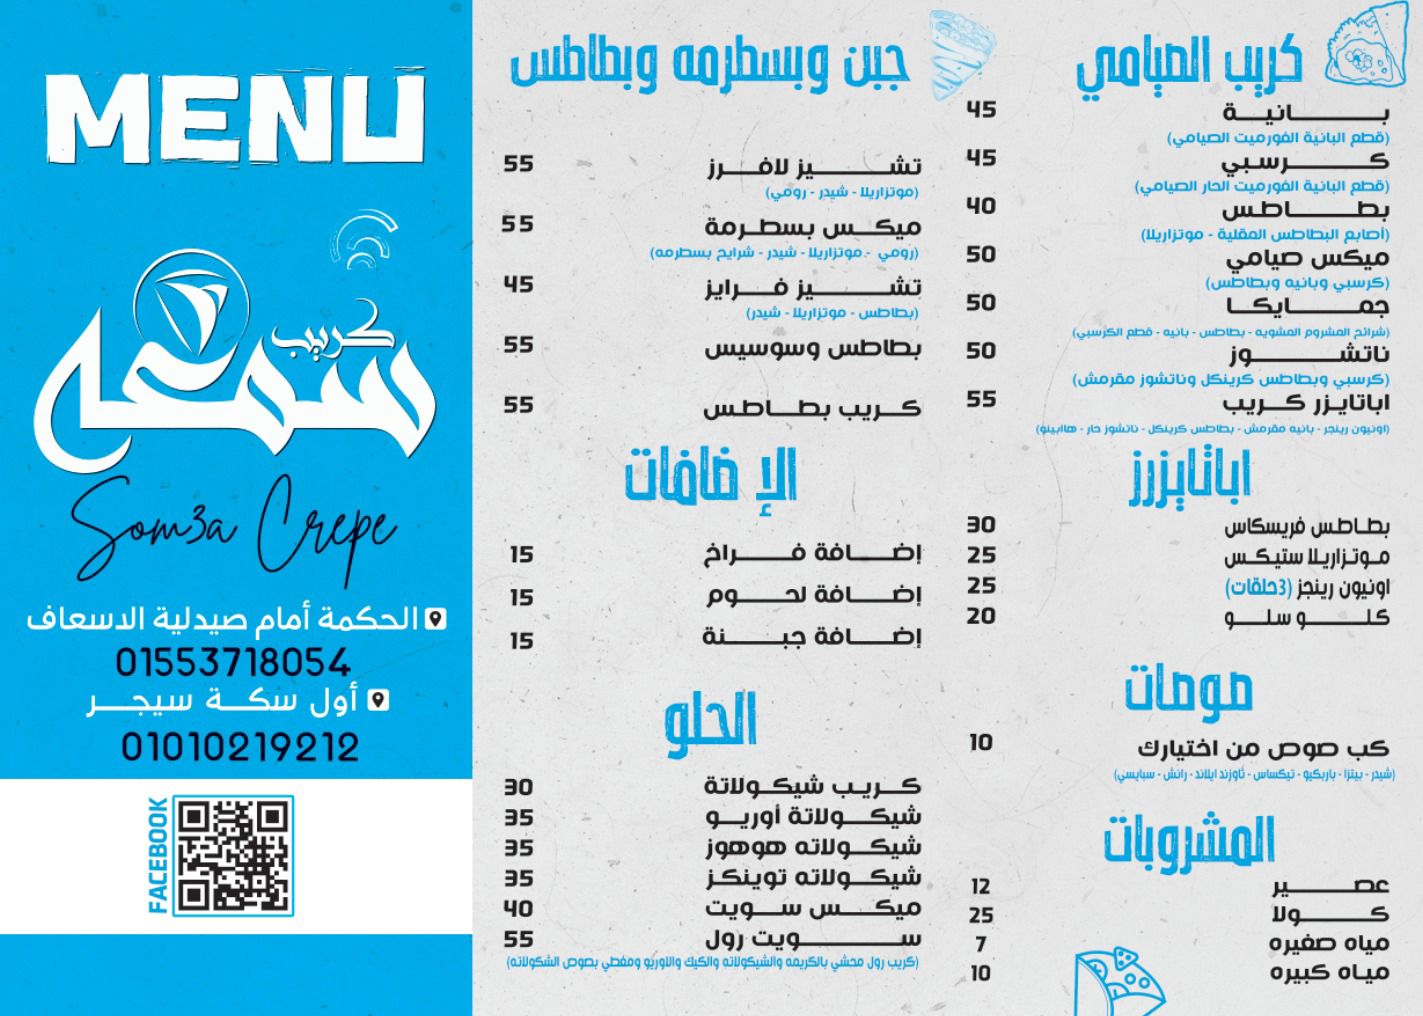 MENU
كريب
سمعه
Som3a Crepe
الحكمة أمام صيدلية الاسعاف
01553718054
أول سكة سيجر
01010219212
FACEBOOK
كريب الصيامي
بانية 45
(قطع البانية الفورميت الصيامي)
كرسبي 45
(قطع البانية الفورميت الحار الصيامي)
بطاطس 40
(أصابع البطاطس المقلية - موتزاريلا)
ميكس صيامي 50
(كرسبي وبانيه وبطاطس)
جمايكا 50
(شرائح المشروم المشويه - بطاطس - بانيه - قطع الكرسبي)
ناتشوز 50
(كرسبي وبطاطس كرينكل وناتشوز مقرمش)
اباتايزر كريب 55
(اونيون رينجر - بانيه مقرمش - بطاطس كرينكل - ناتشوز حار - هالبينو)
اباتايزرز
بطاطس فريسكاس 30
موتزاريلا ستيكس 25
اونيون رينجز (3حلقات) 25
كلو سلو 20
صوصات
كب صوص من اختيارك 10
(شيدر - بيتزا - باربكيو - تيكساس - ثاوزند ايلاند - رانش - سبايسي)
المشروبات
عصير 12
كولا 25
مياه صغيره 7
مياه كبيره 10
جبن وبسطرمه وبطاطس
تشيز لافرز 55
(موتزاريلا - شيدر - رومي)
ميكس بسطرمة 55
(رومي - موتزاريلا - شيدر - شرايح بسطرمه)
تشيز فرايز 45
(بطاطس - موتزاريلا - شيدر)
بطاطس وسوسيس 55
كريب بطاطس 55
الإ ضافات
إضافة فراخ 15
إضافة لحوم 15
إضافة جبنة 15
الحلو
كريب شيكولاتة 30
شيكولاتة أوريو 35
شيكولاته هوهوز 35
شيكولاته توينكز 35
ميكس سويت 40
سويت رول 55
(كريب رول محشي بالكريمه والشيكولاته والكيك والاوريو ومغطي بصوص الشكولاته)